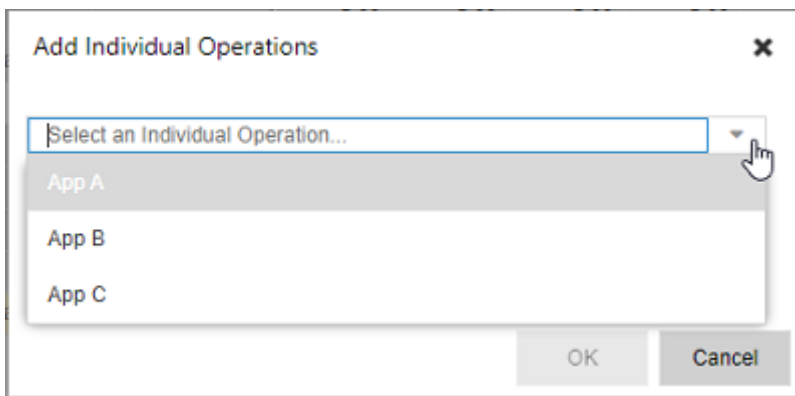 Add Individual Operations
Select an Individual Operation...
App A
App B
App C
OK
Cancel